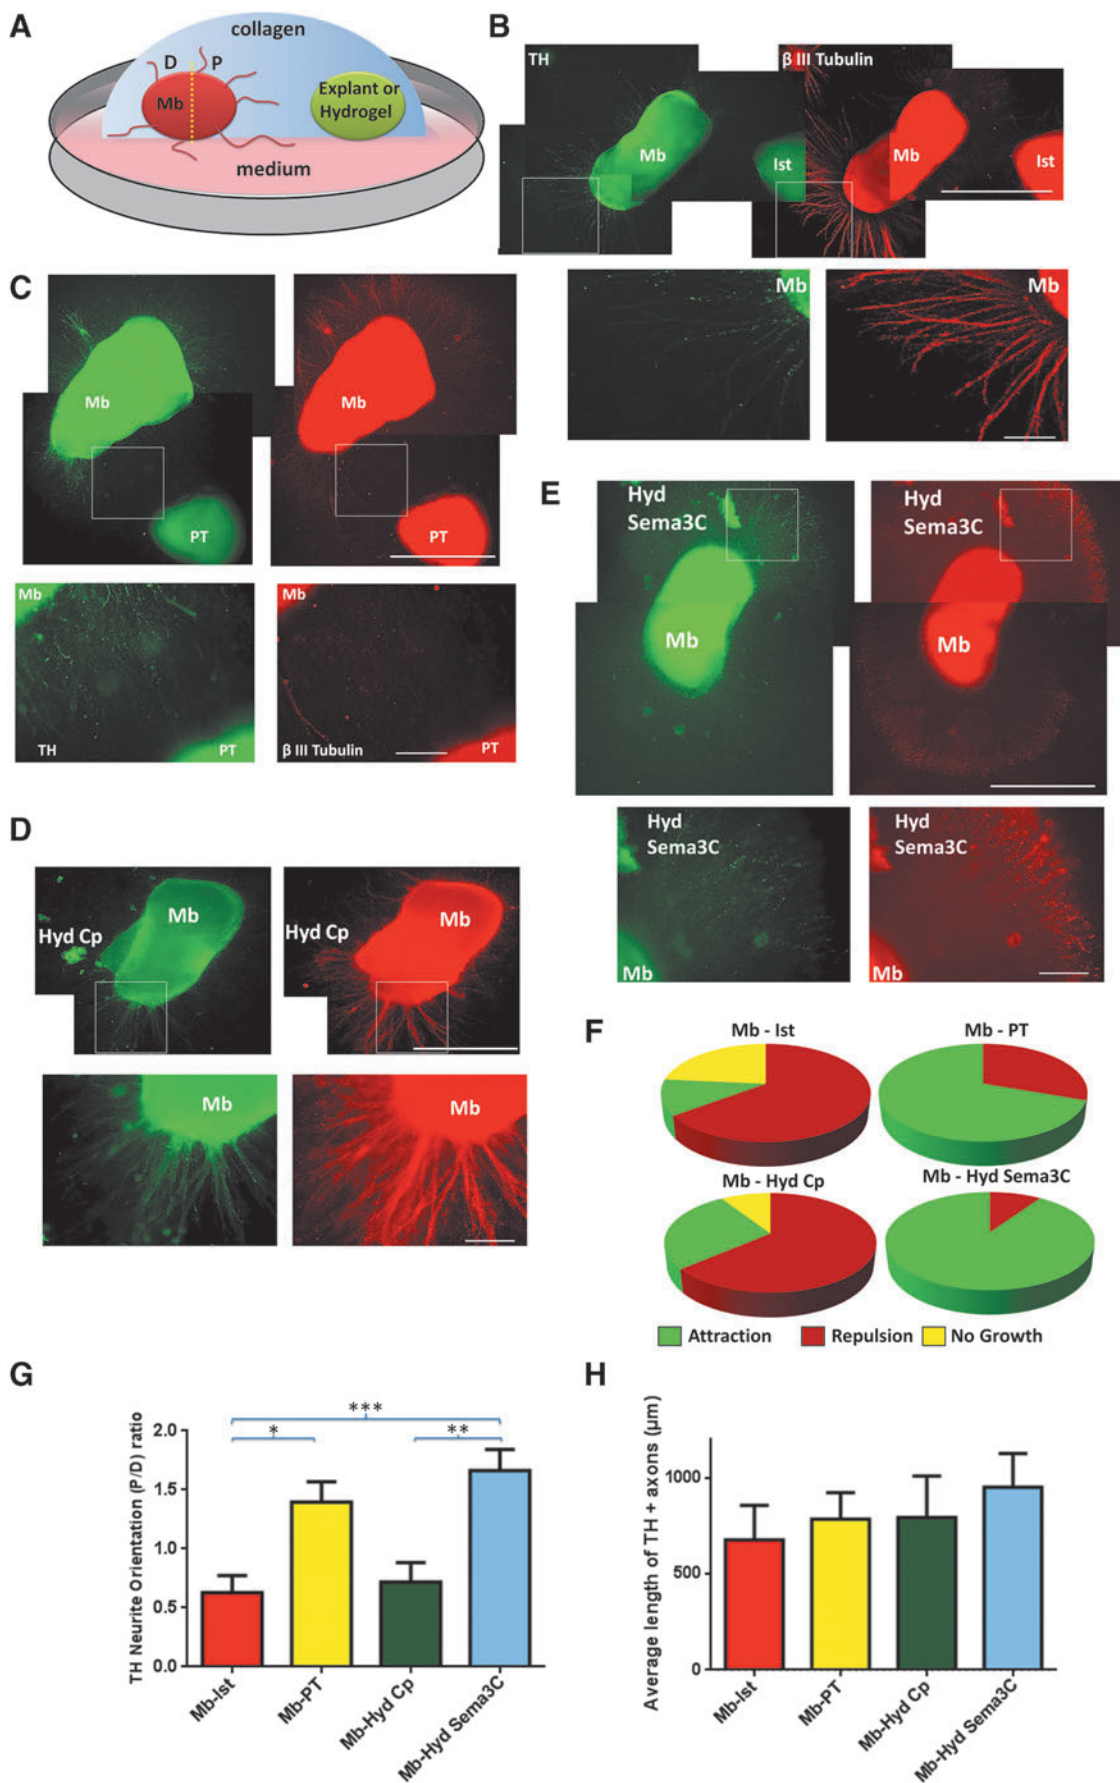 A
collagen
D
P
Mb
Explant or
Hydrogel
medium
B
TH
β III Tubulin
Mb
Ist
Mb
Ist
Mb
Mb
C
Mb
Mb
PT
PT
Mb
Mb
TH
PT
β III Tubulin
PT
D
Mb
Hyd Cp
Mb
Hyd Cp
Mb
Mb
E
Hyd
Sema3C
Hyd
Sema3C
Mb
Mb
Hyd
Sema3C
Hyd
Sema3C
Mb
Mb
F
Mb - Ist
Mb - PT
Mb - Hyd Cp
Mb - Hyd Sema3C
Attraction
Repulsion
No Growth
G
TH Neurite Orientation (P/D) ratio
2.0
1.5
1.0
0.5
0.0
*
***
**
Mb-Ist
Mb-PT
Mb-Hyd Cp
Mb-Hyd Sema3C
H
Average length of TH + axons (µm)
1000
500
0
Mb-Ist
Mb-PT
Mb-Hyd Cp
Mb-Hyd Sema3C